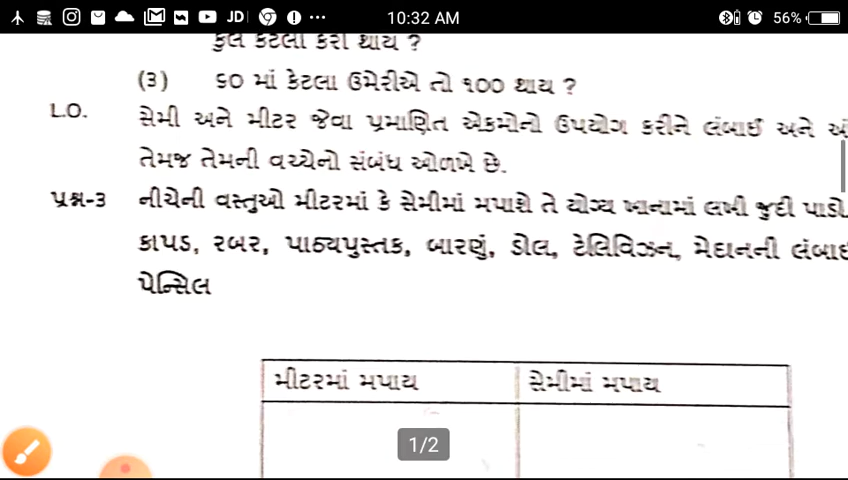 JD 10:32 AM 56%
કુલ કેટલા કેરી થાય ?
(૩) ૬૦ માં કેટલા ઉમેરીએ તો ૧૦૦ થાય ?
L.O. સેમી અને મીટર જેવા પ્રમાણિત એકમોનો ઉપયોગ કરીને લંબાઈ અને
તેમજ તેમની વચ્ચેનો સંબંધ ઓળખે છે.
પ્રશ્ન-૩ નીચેની વસ્તુઓ મીટરમાં કે સેમીમાં મપાશે તે યોગ્ય ખાનામાં લખી જુદી પાડો.
કાપડ, રબર, પાઠ્યપુસ્તક, બારણું, ડોલ, ટેલિવિઝન, મેદાનની લંબાઈ
પેન્સિલ
મીટરમાં મપાય સેમીમાં મપાય
1/2